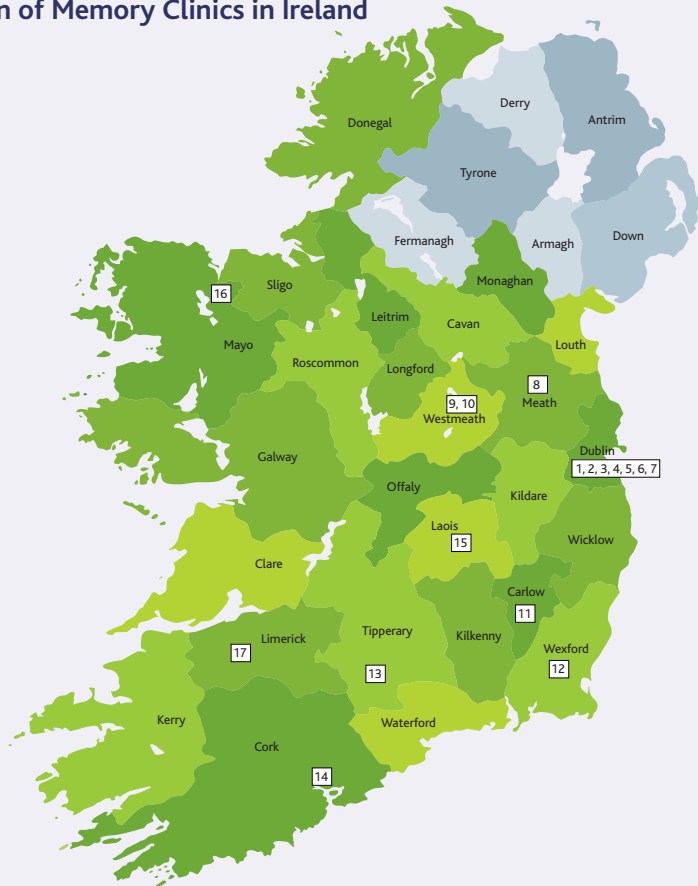 n of Memory Clinics in Ireland
Derry
Antrim
Donegal
Tyrone
Fermanagh
Armagh
Down
Monaghan
16
Sligo
Leitrim
Cavan
Mayo
Louth
Roscommon
Longford
8
Meath
9, 10
Westmeath
Dublin
1, 2, 3, 4, 5, 6, 7
Galway
Offaly
Kildare
Laois
15
Wicklow
Clare
Carlow
11
Tipperary
Kilkenny
Limerick
17
Wexford
12
13
Kerry
Waterford
Cork
14